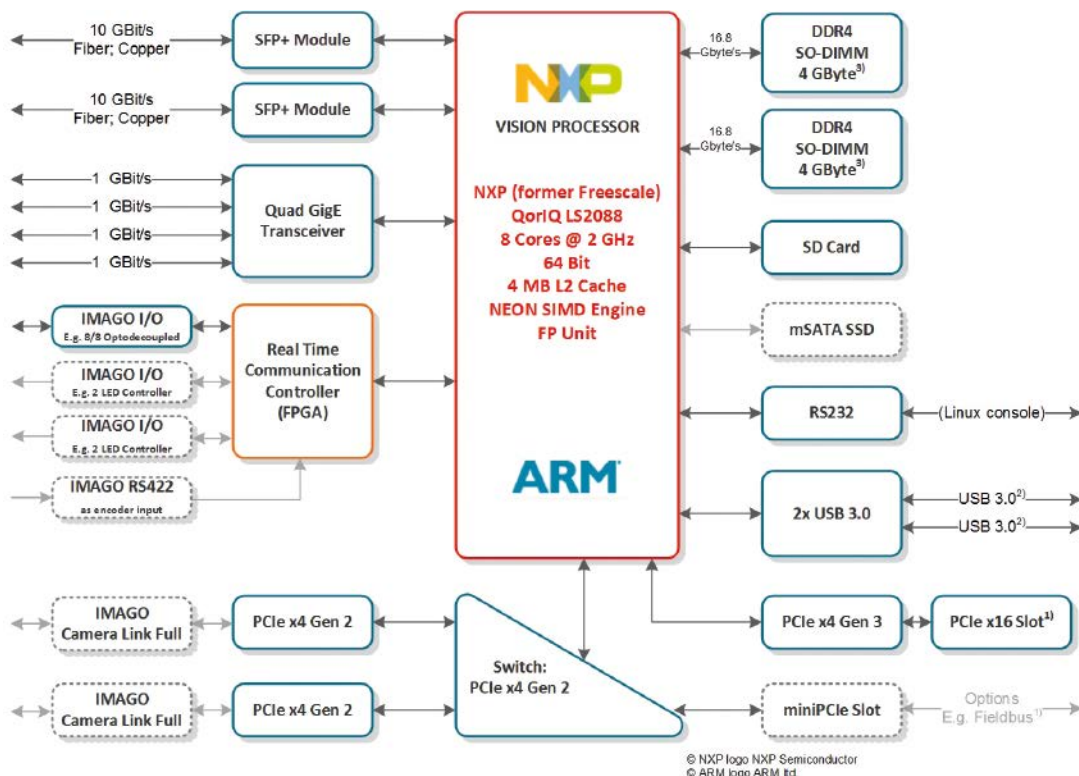 10 GBit/s
Fiber; Copper
SFP+ Module
10 GBit/s
Fiber; Copper
SFP+ Module
1 GBit/s
1 GBit/s
1 GBit/s
1 GBit/s
Quad GigE
Transceiver
IMAGO I/O
E.g. 8/8 Optodecoupled
IMAGO I/O
E.g. 2 LED Controller
IMAGO I/O
E.g. 2 LED Controller
IMAGO RS422
as encoder input
Real Time
Communication
Controller
(FPGA)
IMAGO
Camera Link Full
PCIe x4 Gen 2
IMAGO
Camera Link Full
PCIe x4 Gen 2
NXP
VISION PROCESSOR
NXP (former Freescale)
QorIQ LS2088
8 Cores @ 2 GHz
64 Bit
4 MB L2 Cache
NEON SIMD Engine
FP Unit
ARM®
Switch:
PCIe x4 Gen 2
16.8
Gbyte's
DDR4
SO-DIMM
4 GByte3)
16.8
Gbyte's
DDR4
SO-DIMM
4 GByte3)
SD Card
mSATA SSD
RS232
(Linux console)
2x USB 3.0
USB 3.02)
USB 3.02)
PCIe x4 Gen 3
PCIe x16 Slot1)
miniPCIe Slot
Options
E.g. Fieldbus1)
© NXP logo NXP Semiconductor
© ARM logo ARM ltd